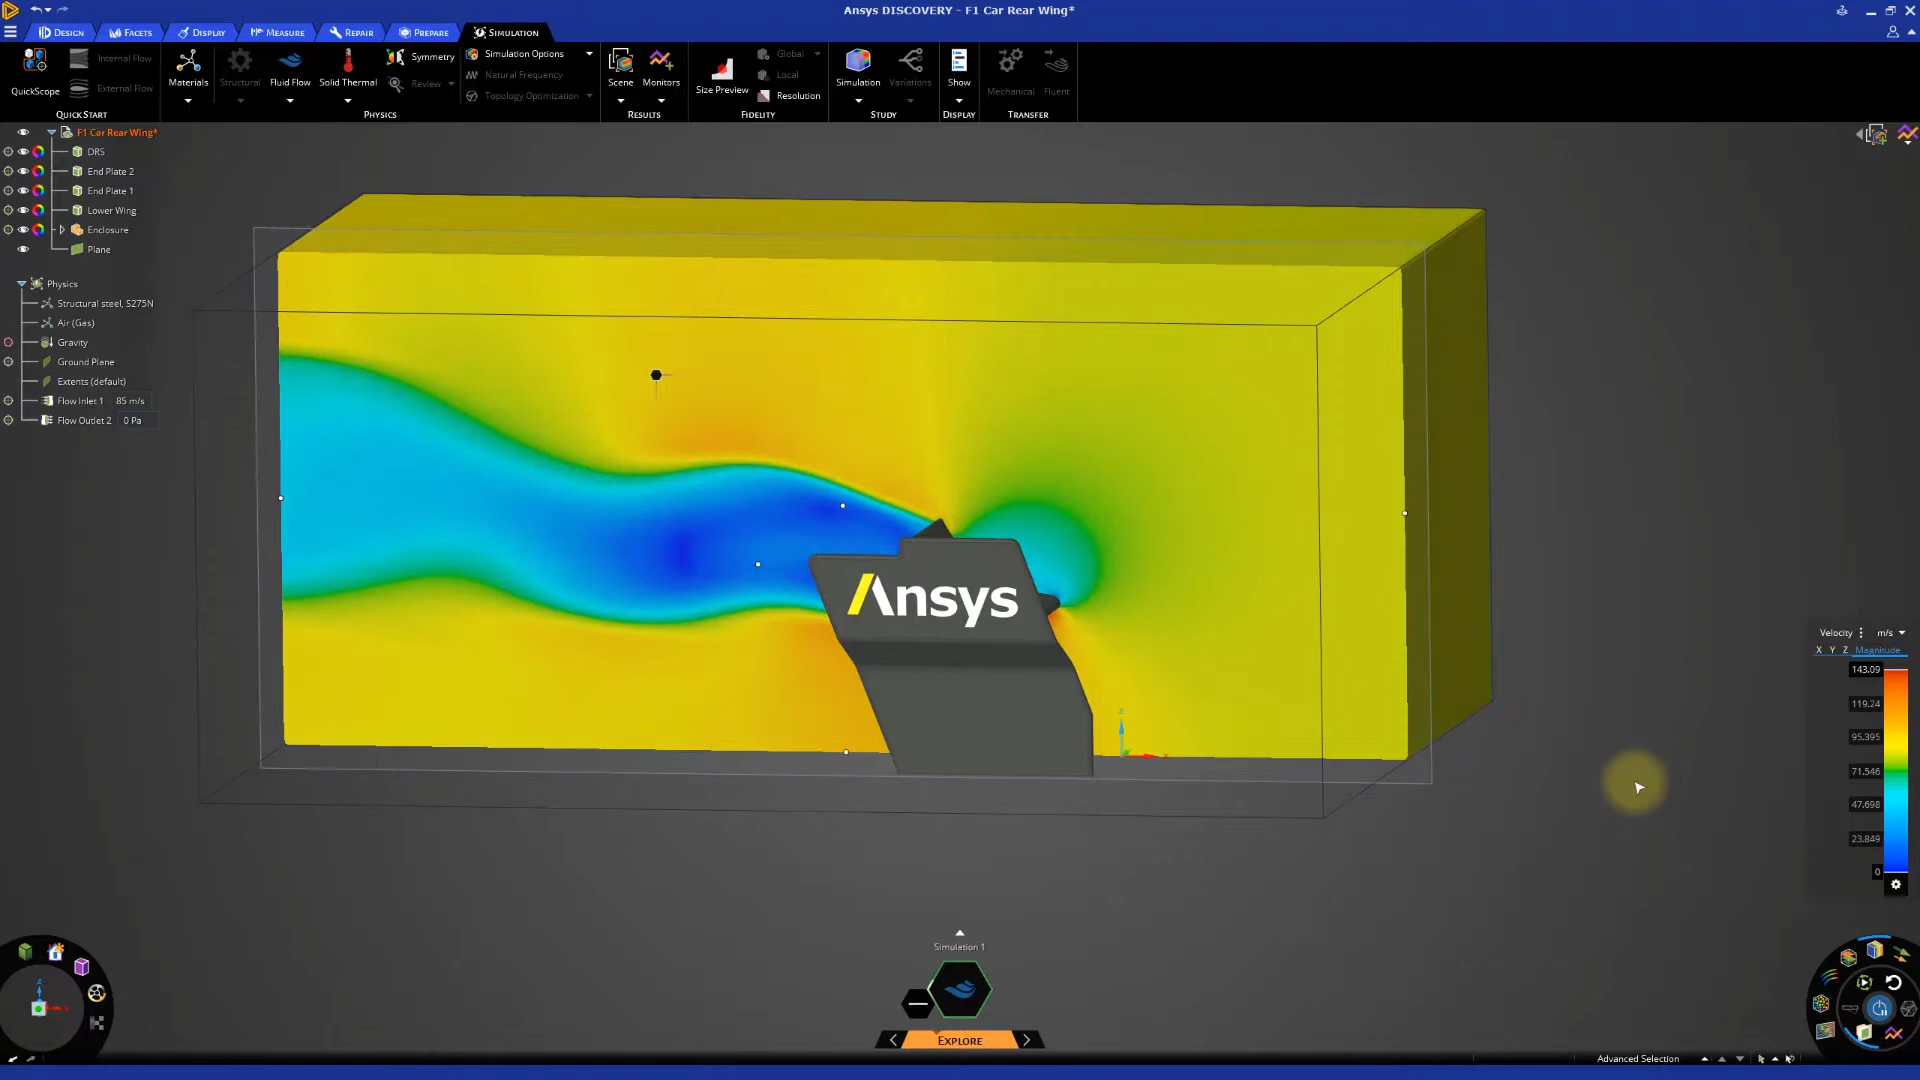 Ansys DISCOVERY - F1 Car Rear Wing*
DESIGN FACETS DISPLAY MEASURE REPAIR PREPARE SIMULATION
QuickScope
Internal Flow
External Flow
QUICK START
Materials
Structural
Fluid Flow
Solid Thermal
Symmetry
Review
PHYSICS
Simulation Options
Natural Frequency
Topology Optimization
Scene
Monitors
RESULTS
Size Preview
Global
Local
Resolution
FIDELITY
Simulation
Variations
STUDY
Show
DISPLAY
Mechanical
Fluent
TRANSFER
F1 Car Rear Wing*
DRS
End Plate 2
End Plate 1
Lower Wing
Enclosure
Plane
Physics
Structural steel, S275N
Air (Gas)
Gravity
Ground Plane
Extents (default)
Flow Inlet 1 85 m/s
Flow Outlet 2 0 Pa
Ansys
Z
X
Velocity m/s
X Y Z Magnitude
143.09
119.24
95.395
71.546
47.698
23.849
0
Simulation 1
EXPLORE
Advanced Selection